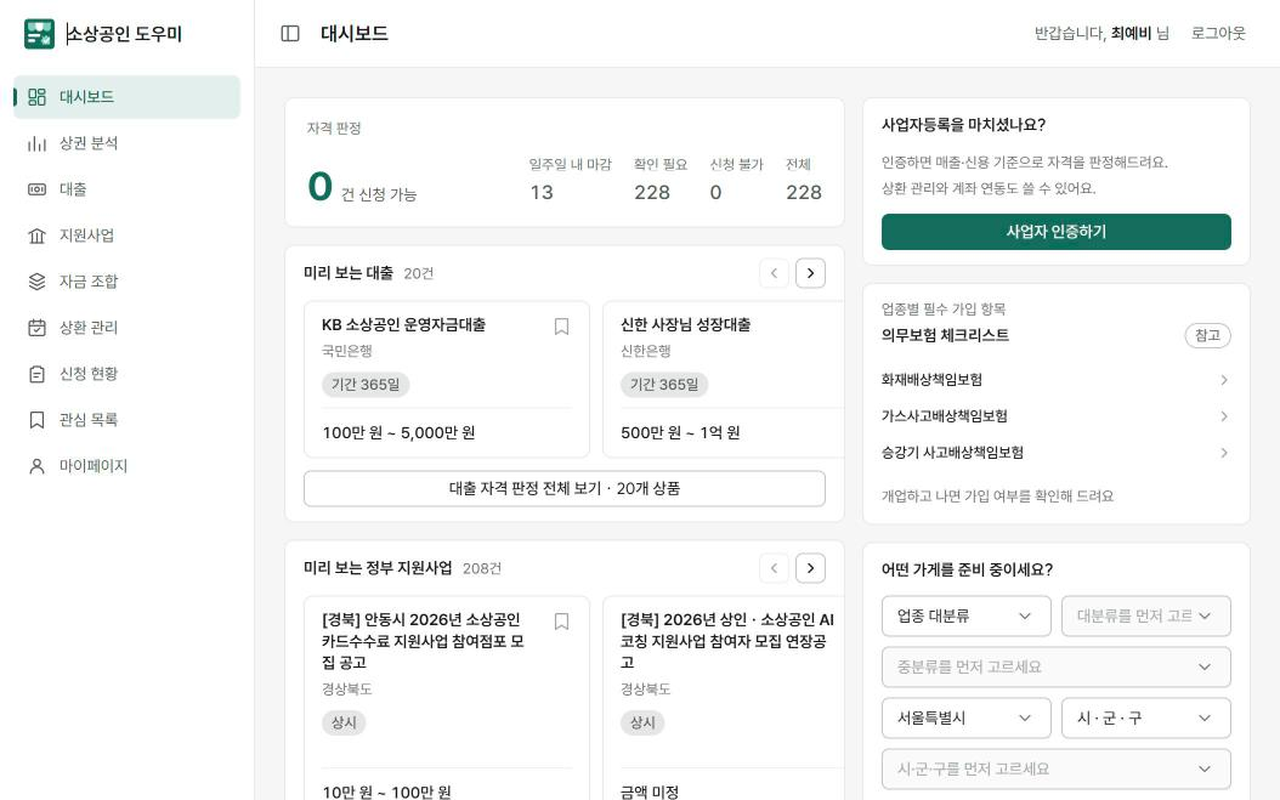 소상공인 도우미
대시보드
상권 분석
대출
지원사업
자금 조합
상환 관리
신청 현황
관심 목록
마이페이지
대시보드
반갑습니다, 최예비 님
로그아웃
자격 판정
0 건 신청 가능
일주일 내 마감
13
확인 필요
228
신청 불가
0
전체
228
미리 보는 대출 20건
KB 소상공인 운영자금대출
국민은행
기간 365일
100만 원 ~ 5,000만 원
신한 사장님 성장대출
신한은행
기간 365일
500만 원 ~ 1억 원
대출 자격 판정 전체 보기 · 20개 상품
미리 보는 정부 지원사업 208건
[경북] 안동시 2026년 소상공인
카드수수료 지원사업 참여점포 모
집 공고
경상북도
상시
10만 원 ~ 100만 원
[경북] 2026년 상인 · 소상공인 AI
코칭 지원사업 참여자 모집 연장공
고
경상북도
상시
금액 미정
사업자등록을 마치셨나요?
인증하면 매출·신용 기준으로 자격을 판정해드려요.
상환 관리와 계좌 연동도 쓸 수 있어요.
사업자 인증하기
업종별 필수 가입 항목
의무보험 체크리스트
참고
화재배상책임보험
가스사고배상책임보험
승강기 사고배상책임보험
개업하고 나면 가입 여부를 확인해 드려요
어떤 가게를 준비 중이세요?
업종 대분류
대분류를 먼저 고르
중분류를 먼저 고르세요
서울특별시
시 · 군 · 구
시·군·구를 먼저 고르세요